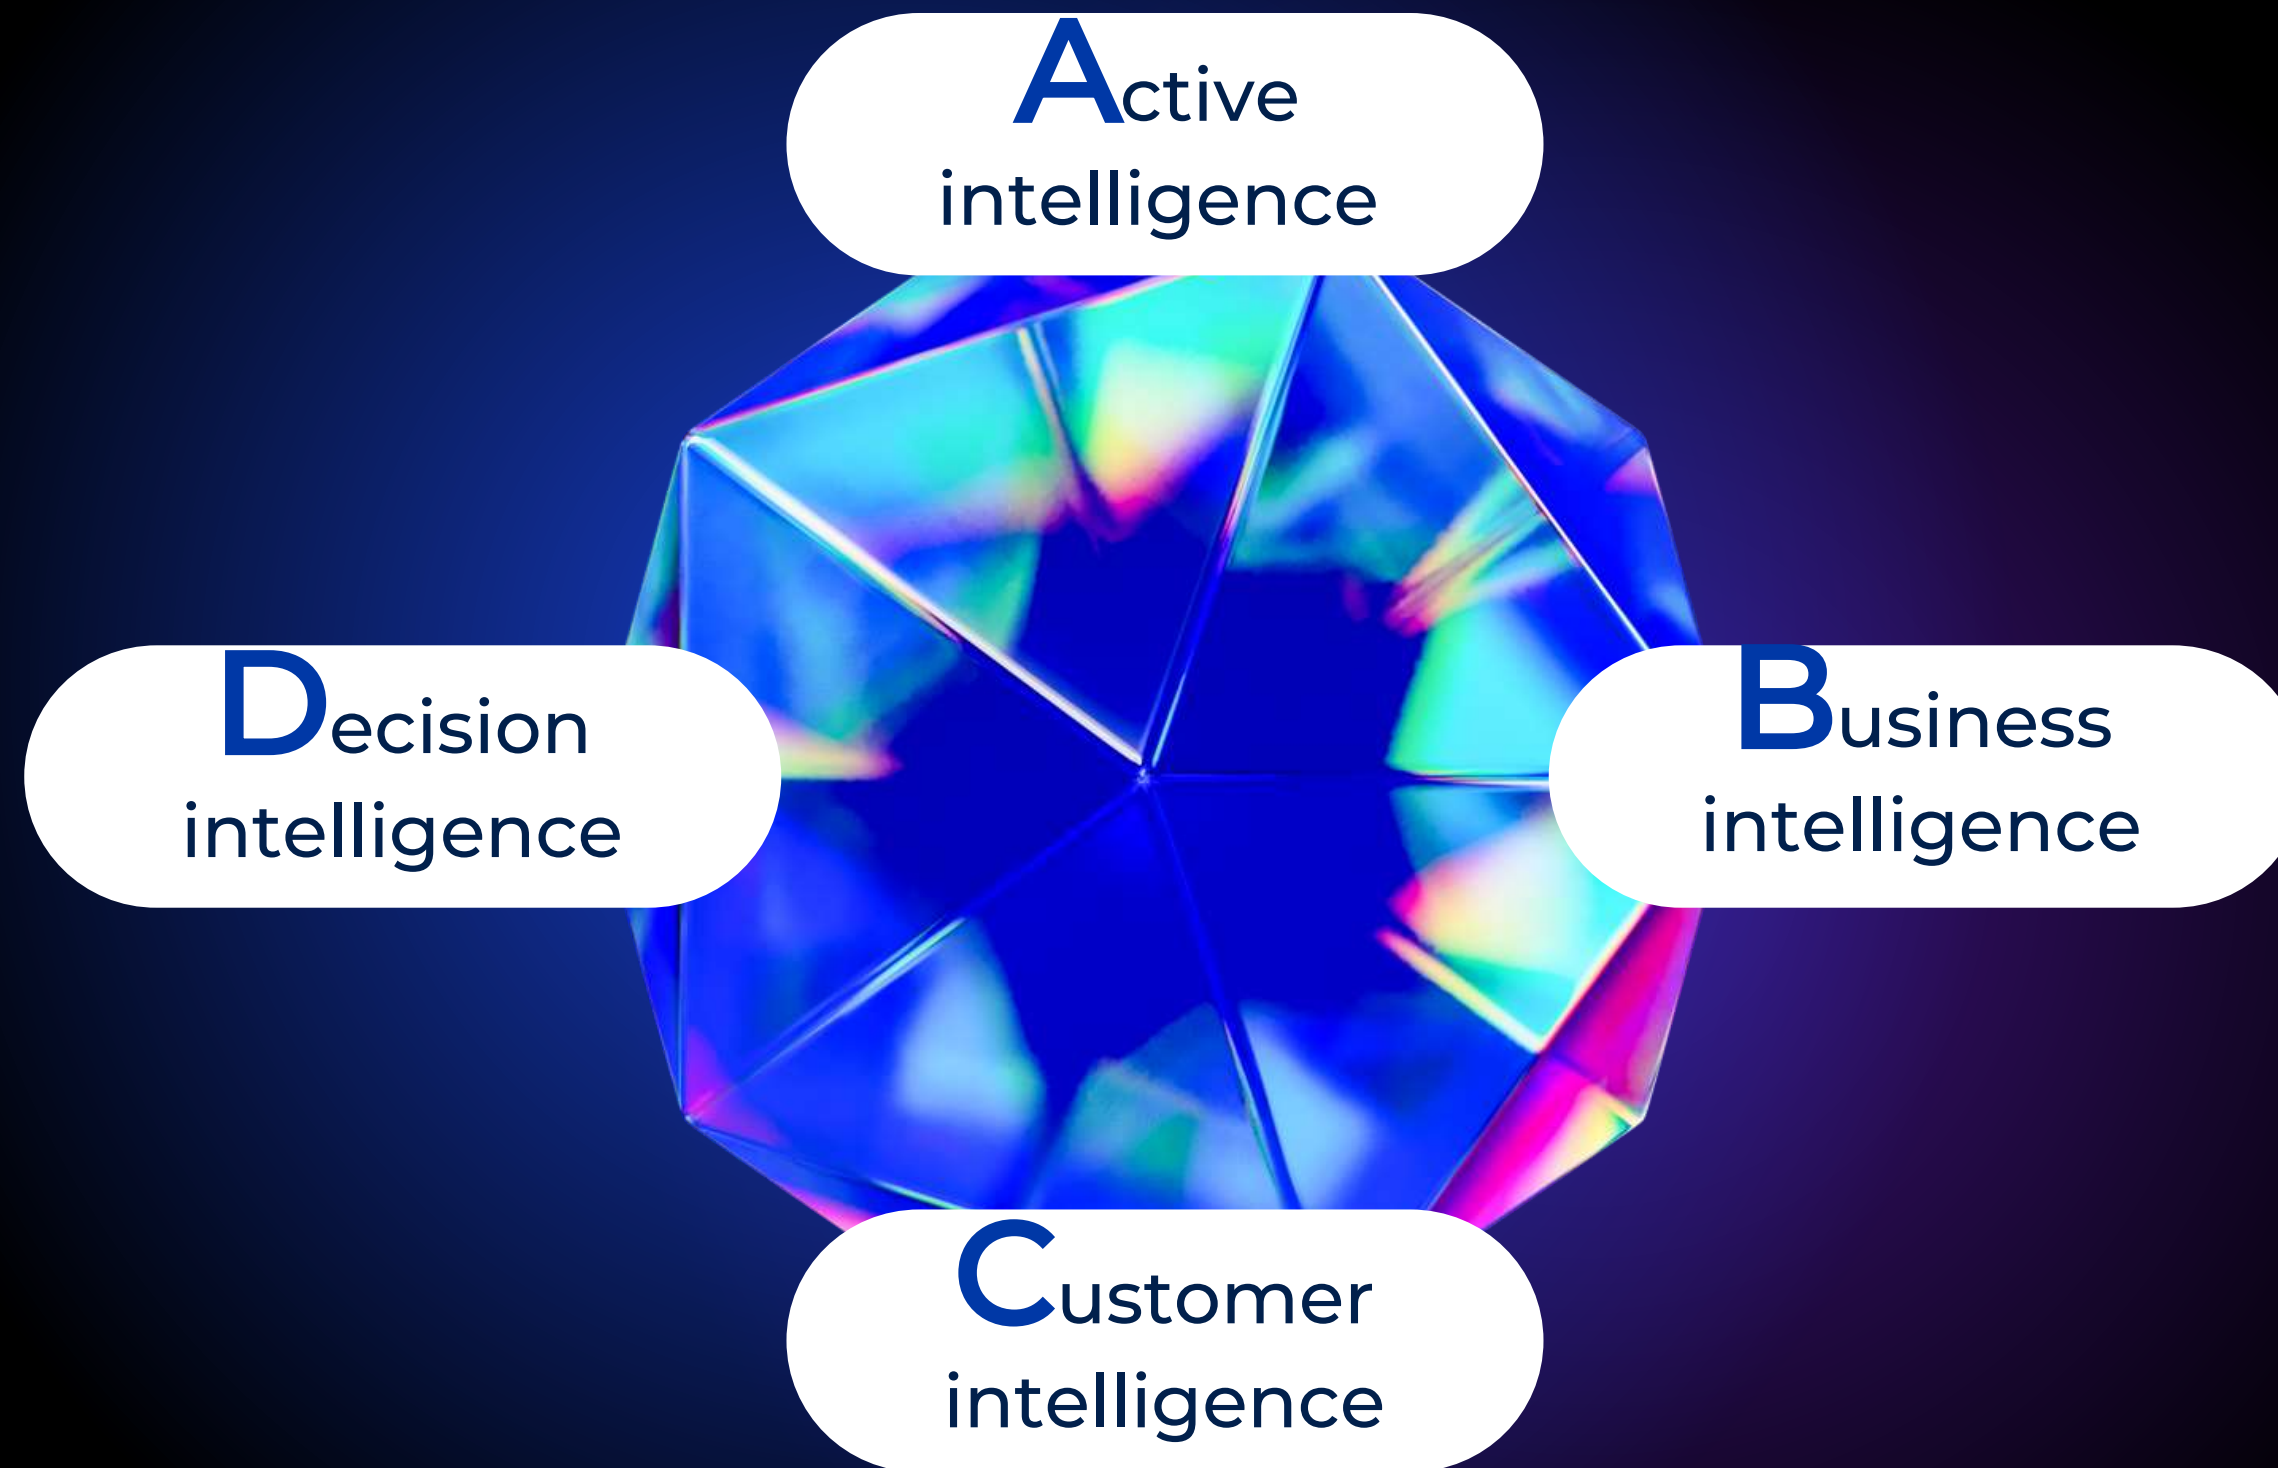 Active
intelligence
Decision
intelligence
Business
intelligence
Customer
intelligence